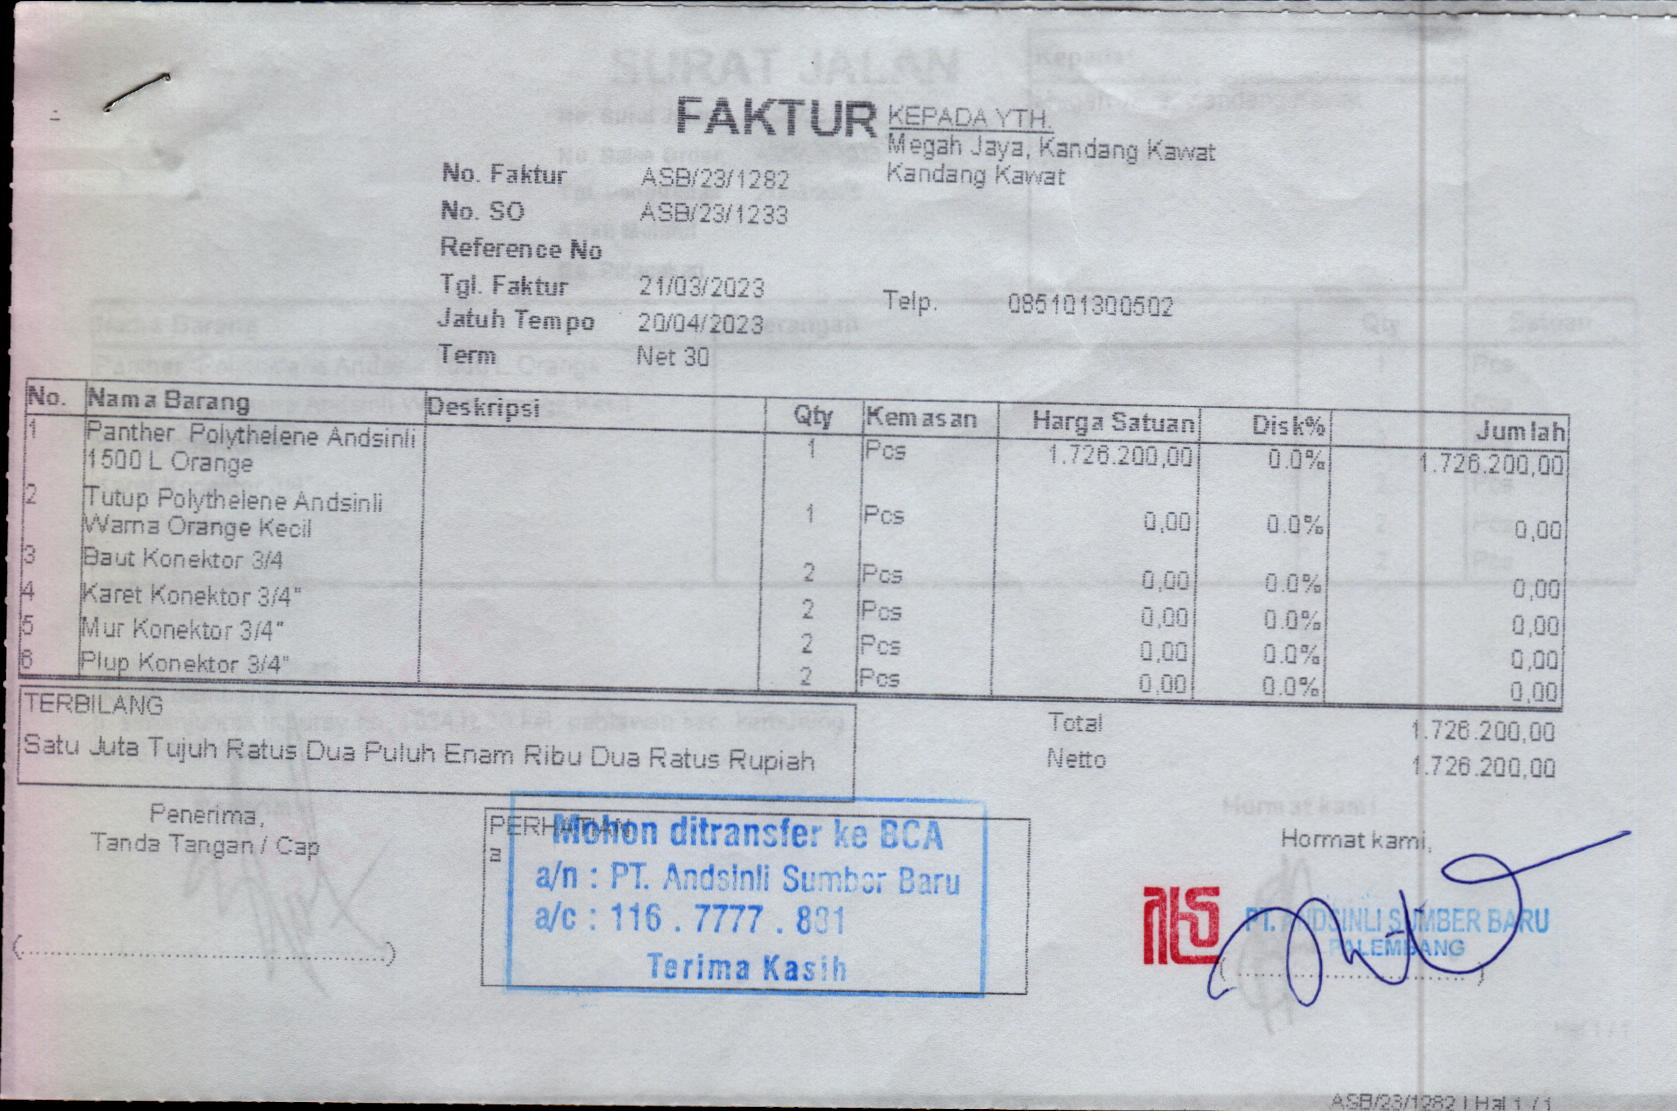 FAKTUR
KEPADA YTH.
Megah Jaya, Kandang Kawat
Kandang Kawat
No. Faktur ASB/23/1282
No. SO ASB/23/1233
Reference No
Tgl. Faktur 21/03/2023
Jatuh Tempo 20/04/2023
Term Net 30
Telp. 085101300502
No. Nama Barang Deskripsi Qty Kemasan Harga Satuan Disk% Jumlah
1 Panther Polythelene Andsinli 1 Pcs 1.726.200,00 0.0% 1.726.200,00
1500 L Orange
2 Tutup Polythelene Andsinli 1 Pcs 0,00 0.0% 0,00
Warna Orange Kecil
3 Baut Konektor 3/4 2 Pcs 0,00 0.0% 0,00
4 Karet Konektor 3/4" 2 Pcs 0,00 0.0% 0,00
5 Mur Konektor 3/4" 2 Pcs 0,00 0.0% 0,00
6 Plup Konektor 3/4" 2 Pcs 0,00 0.0% 0,00
TERBILANG
Satu Juta Tujuh Ratus Dua Puluh Enam Ribu Dua Ratus Rupiah
Total 1.726.200,00
Netto 1.726.200,00
Penerima,
Tanda Tangan / Cap
(......................................................)
PERHATIAN
a
Mohon ditransfer ke BCA
a/n : PT. Andsinli Sumber Baru
a/c : 116 . 7777 . 831
Terima Kasih
Hormat kami,
PT. ANDSINLI SUMBER BARU
PALEMBANG
(......................................)
ASB/23/1282 | Hal 1 / 1